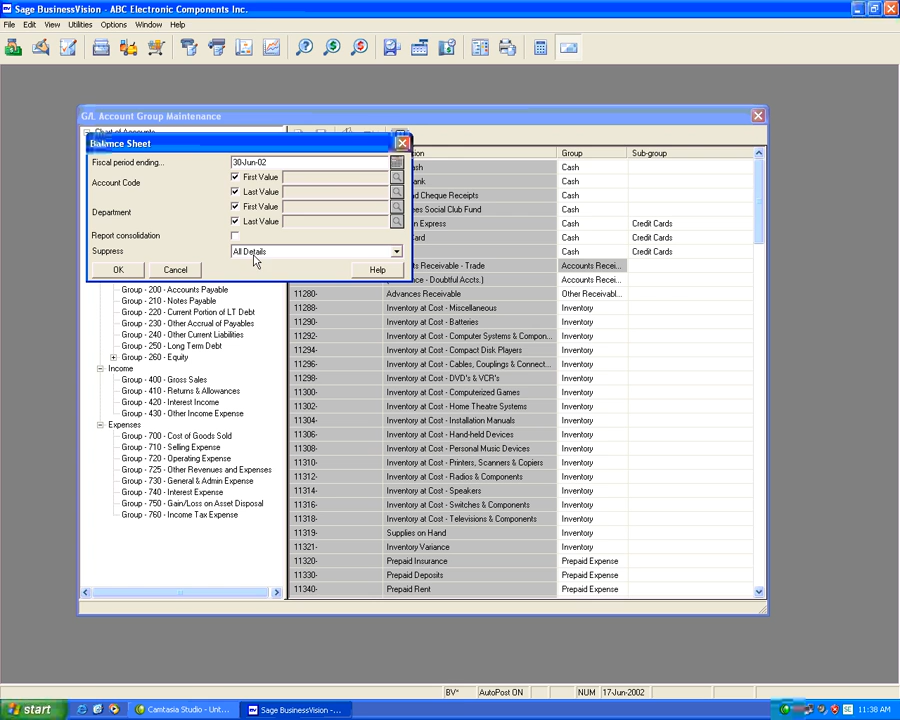 Sage BusinessVision - ABC Electronic Components Inc.
File Edit View Utilities Options Window Help
G/L Account Group Maintenance
Balance Sheet
Fiscal period ending... 30-Jun-02
Account Code
First Value
Last Value
Department
First Value
Last Value
Report consolidation
Suppress All Details
OK Cancel Help
Group - 200 - Accounts Payable
Group - 210 - Notes Payable
Group - 220 - Current Portion of LT Debt
Group - 230 - Other Accrual of Payables
Group - 240 - Other Current Liabilities
Group - 250 - Long Term Debt
Group - 260 - Equity
Income
Group - 400 - Gross Sales
Group - 410 - Returns & Allowances
Group - 420 - Interest Income
Group - 430 - Other Income Expense
Expenses
Group - 700 - Cost of Goods Sold
Group - 710 - Selling Expense
Group - 720 - Operating Expense
Group - 725 - Other Revenues and Expenses
Group - 730 - General & Admin Expense
Group - 740 - Interest Expense
Group - 750 - Gain/Loss on Asset Disposal
Group - 760 - Income Tax Expense
Group Sub-group
Cash
Cash
Cheque Receipts Cash
Social Club Fund Cash
Express Cash Credit Cards
Cash Credit Cards
Cash Credit Cards
Receivable - Trade Accounts Recei...
- Doubtful Accts.) Accounts Recei...
11280- Advances Receivable Other Receivabl...
11288- Inventory at Cost - Miscellaneous Inventory
11290- Inventory at Cost - Batteries Inventory
11292- Inventory at Cost - Computer Systems & Compon... Inventory
11294- Inventory at Cost - Compact Disk Players Inventory
11296- Inventory at Cost - Cables, Couplings & Connect... Inventory
11298- Inventory at Cost - DVD's & VCR's Inventory
11300- Inventory at Cost - Computerized Games Inventory
11302- Inventory at Cost - Home Theatre Systems Inventory
11304- Inventory at Cost - Installation Manuals Inventory
11306- Inventory at Cost - Hand-held Devices Inventory
11308- Inventory at Cost - Personal Music Devices Inventory
11310- Inventory at Cost - Printers, Scanners & Copiers Inventory
11312- Inventory at Cost - Radios & Components Inventory
11314- Inventory at Cost - Speakers Inventory
11316- Inventory at Cost - Switches & Components Inventory
11318- Inventory at Cost - Televisions & Components Inventory
11319- Supplies on Hand Inventory
11321- Inventory Variance Inventory
11320- Prepaid Insurance Prepaid Expense
11330- Prepaid Deposits Prepaid Expense
11340- Prepaid Rent Prepaid Expense
BV* AutoPost ON NUM 17-Jun-2002
start Camtasia Studio - Unt... Sage BusinessVision -... SE 11:38 AM